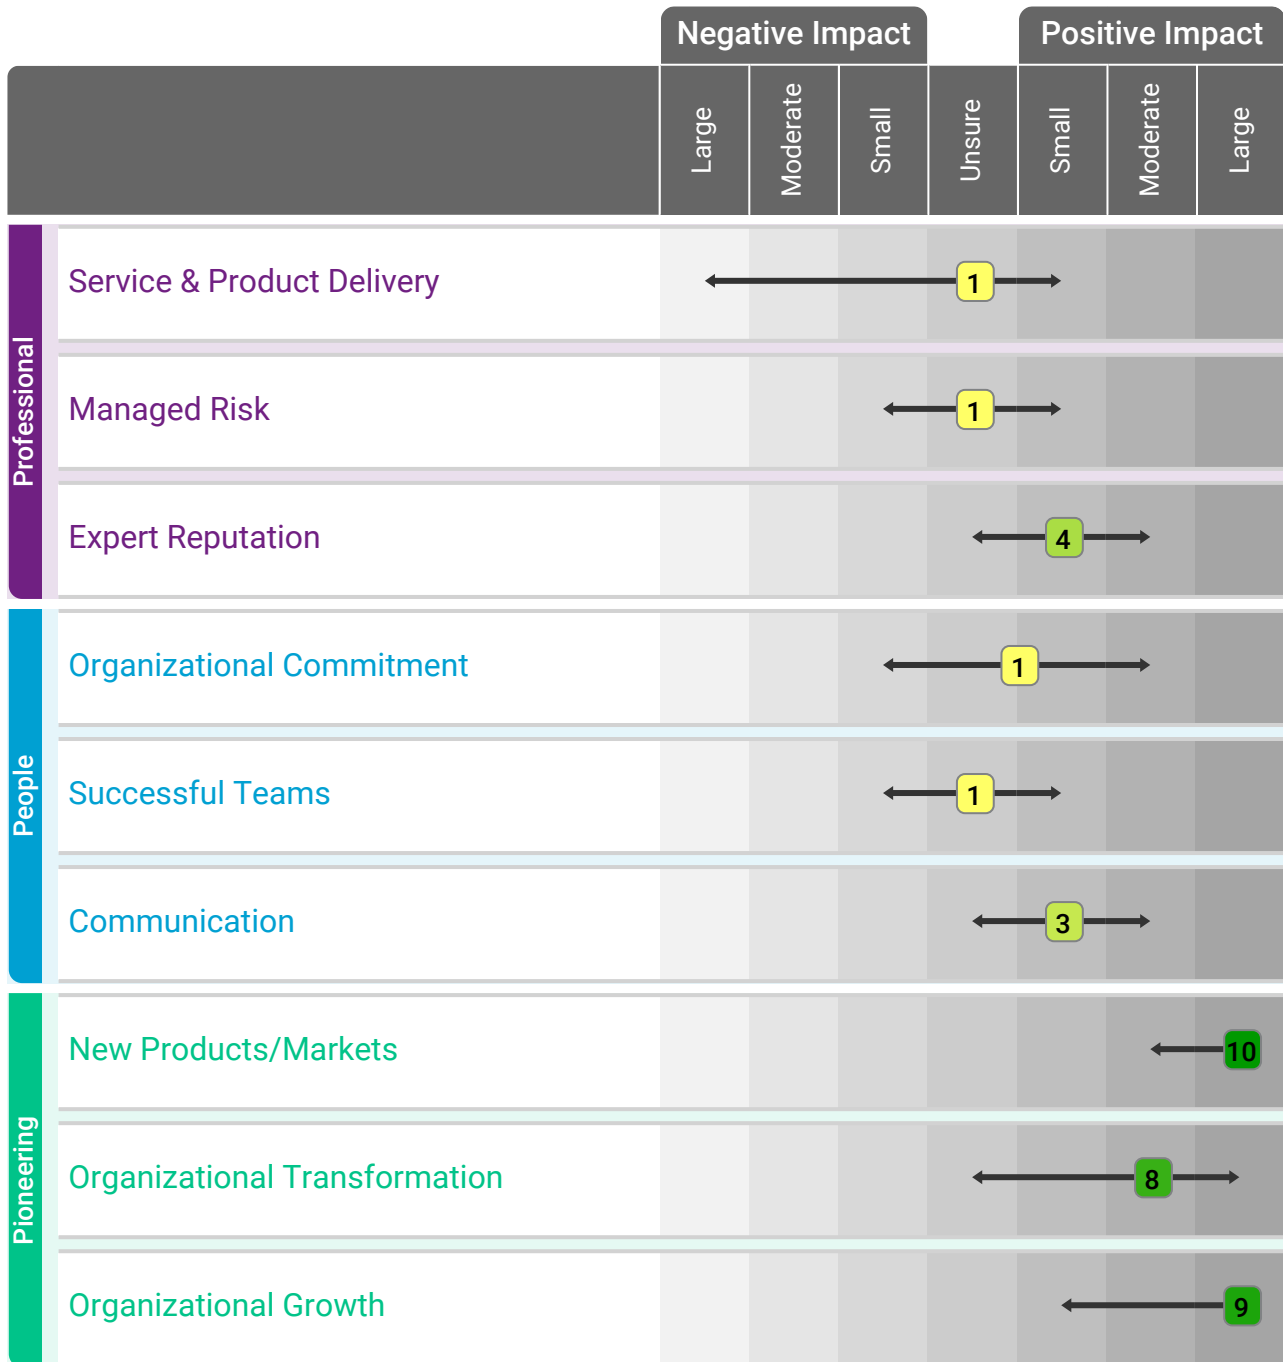 Negative Impact
Positive Impact
Large
Moderate
Small
Unsure
Small
Moderate
Large
Professional
Service & Product Delivery
1
Managed Risk
1
Expert Reputation
4
People
Organizational Commitment
1
Successful Teams
1
Communication
3
Pioneering
New Products/Markets
10
Organizational Transformation
8
Organizational Growth
9